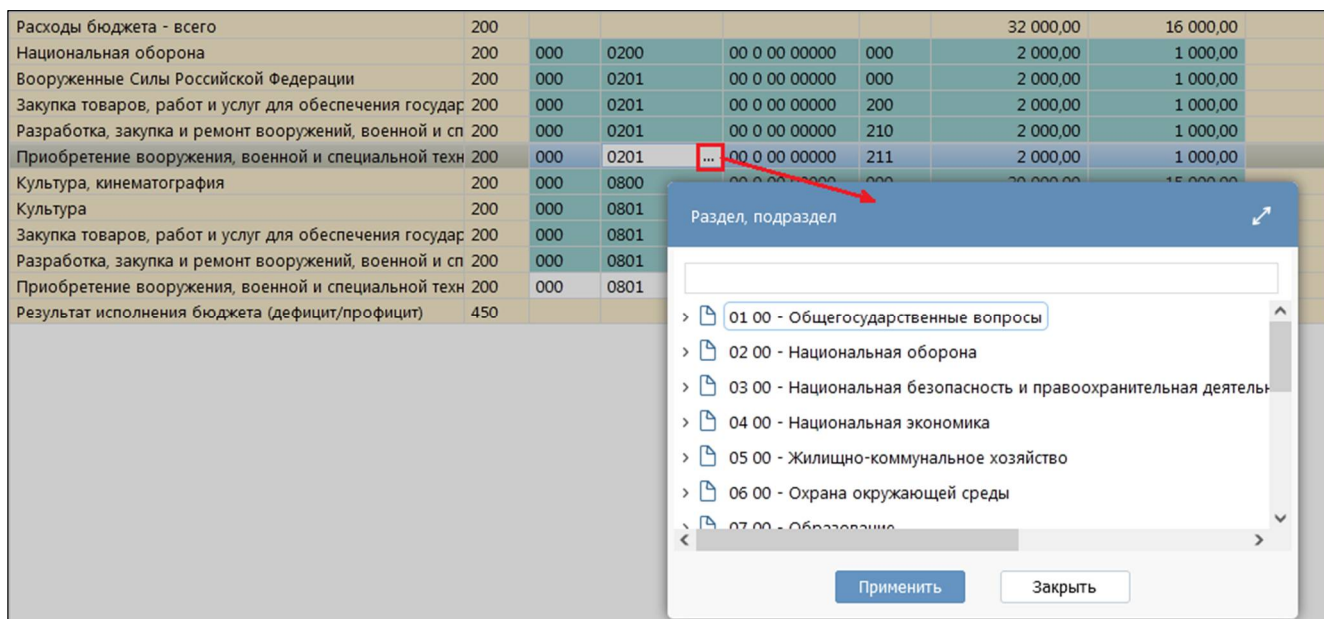 Расходы бюджета - всего 200 32 000,00 16 000,00
Национальная оборона 200 000 0200 00 0 00 00000 000 2 000,00 1 000,00
Вооруженные Силы Российской Федерации 200 000 0201 00 0 00 00000 000 2 000,00 1 000,00
Закупка товаров, работ и услуг для обеспечения государ 200 000 0201 00 0 00 00000 200 2 000,00 1 000,00
Разработка, закупка и ремонт вооружений, военной и сп 200 000 0201 00 0 00 00000 210 2 000,00 1 000,00
Приобретение вооружения, военной и специальной техн 200 000 0201 ... 00 0 00 00000 211 2 000,00 1 000,00
Культура, кинематография 200 000 0800
Культура 200 000 0801
Закупка товаров, работ и услуг для обеспечения государ 200 000 0801
Разработка, закупка и ремонт вооружений, военной и сп 200 000 0801
Приобретение вооружения, военной и специальной техн 200 000 0801
Результат исполнения бюджета (дефицит/профицит) 450
Раздел, подраздел
01 00 - Общегосударственные вопросы
02 00 - Национальная оборона
03 00 - Национальная безопасность и правоохранительная деятельн
04 00 - Национальная экономика
05 00 - Жилищно-коммунальное хозяйство
06 00 - Охрана окружающей среды
07 00 - Образование
Применить Закрыть